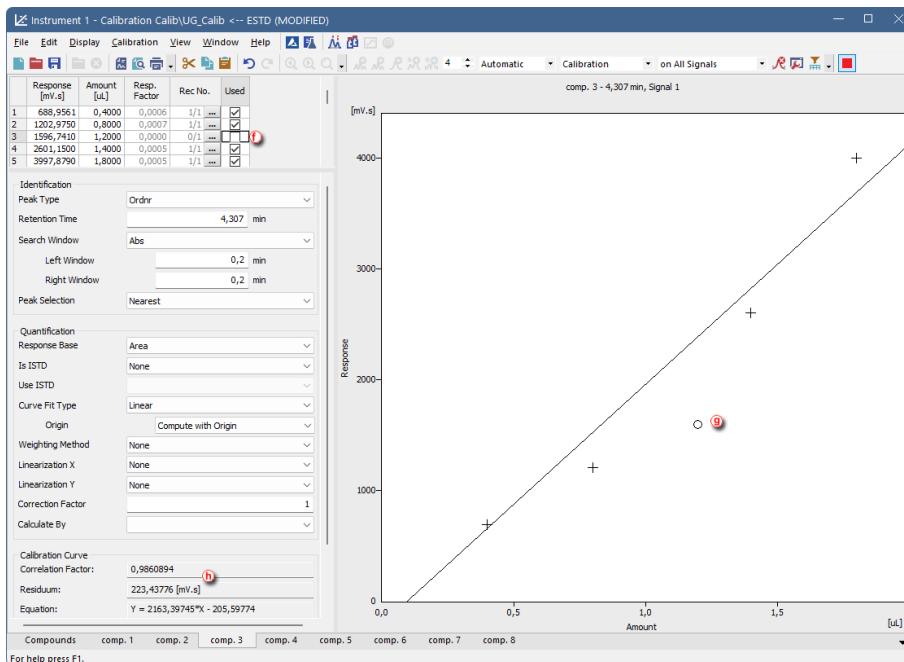 Instrument 1 - Calibration Calib\UG_Calib <-- ESTD (MODIFIED)
File Edit Display Calibration View Window Help
4 Automatic Calibration on All Signals
Response [mV.s] Amount [uL] Resp. Factor Rec No. Used
1 688,9561 0,4000 0,0006 1/1 ...
2 1202,9750 0,8000 0,0007 1/1 ...
3 1596,7410 1,2000 0,0000 0/1 ... f
4 2601,1500 1,4000 0,0005 1/1 ...
5 3997,8790 1,8000 0,0005 1/1 ...
Identification
Peak Type Ordnr
Retention Time 4,307 min
Search Window Abs
Left Window 0,2 min
Right Window 0,2 min
Peak Selection Nearest
Quantification
Response Base Area
Is ISTD None
Use ISTD
Curve Fit Type Linear
Origin Compute with Origin
Weighting Method None
Linearization X None
Linearization Y None
Correction Factor 1
Calculate By
Calibration Curve
Correlation Factor: 0,9860894
h
Residuum: 223,43776 [mV.s]
Equation: Y = 2163,39745*X - 205,59774
comp. 3 - 4,307 min, Signal 1
[mV.s]
4000
3000
2000
1000
0
Response
g
0,0 0,5 1,0 1,5
Amount
[uL]
Compounds comp. 1 comp. 2 comp. 3 comp. 4 comp. 5 comp. 6 comp. 7 comp. 8
For help press F1.